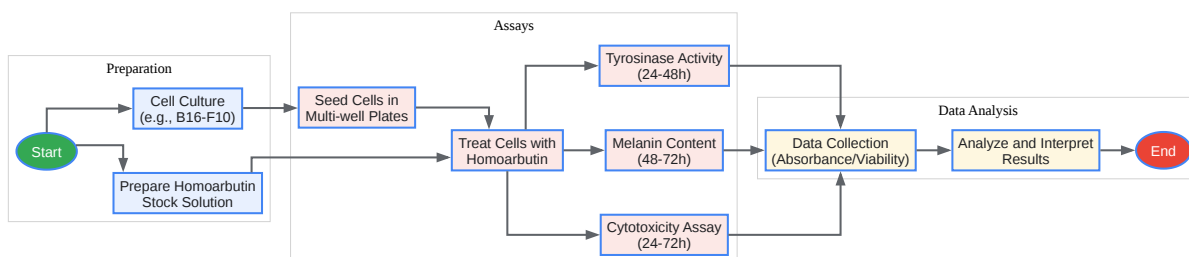 Preparation
Start
Cell Culture
(e.g., B16-F10)
Prepare Homoarbutin
Stock Solution
Assays
Seed Cells in
Multi-well Plates
Treat Cells with
Homoarbutin
Tyrosinase Activity
(24-48h)
Melanin Content
(48-72h)
Cytotoxicity Assay
(24-72h)
Data Analysis
Data Collection
(Absorbance/Viability)
Analyze and Interpret
Results
End